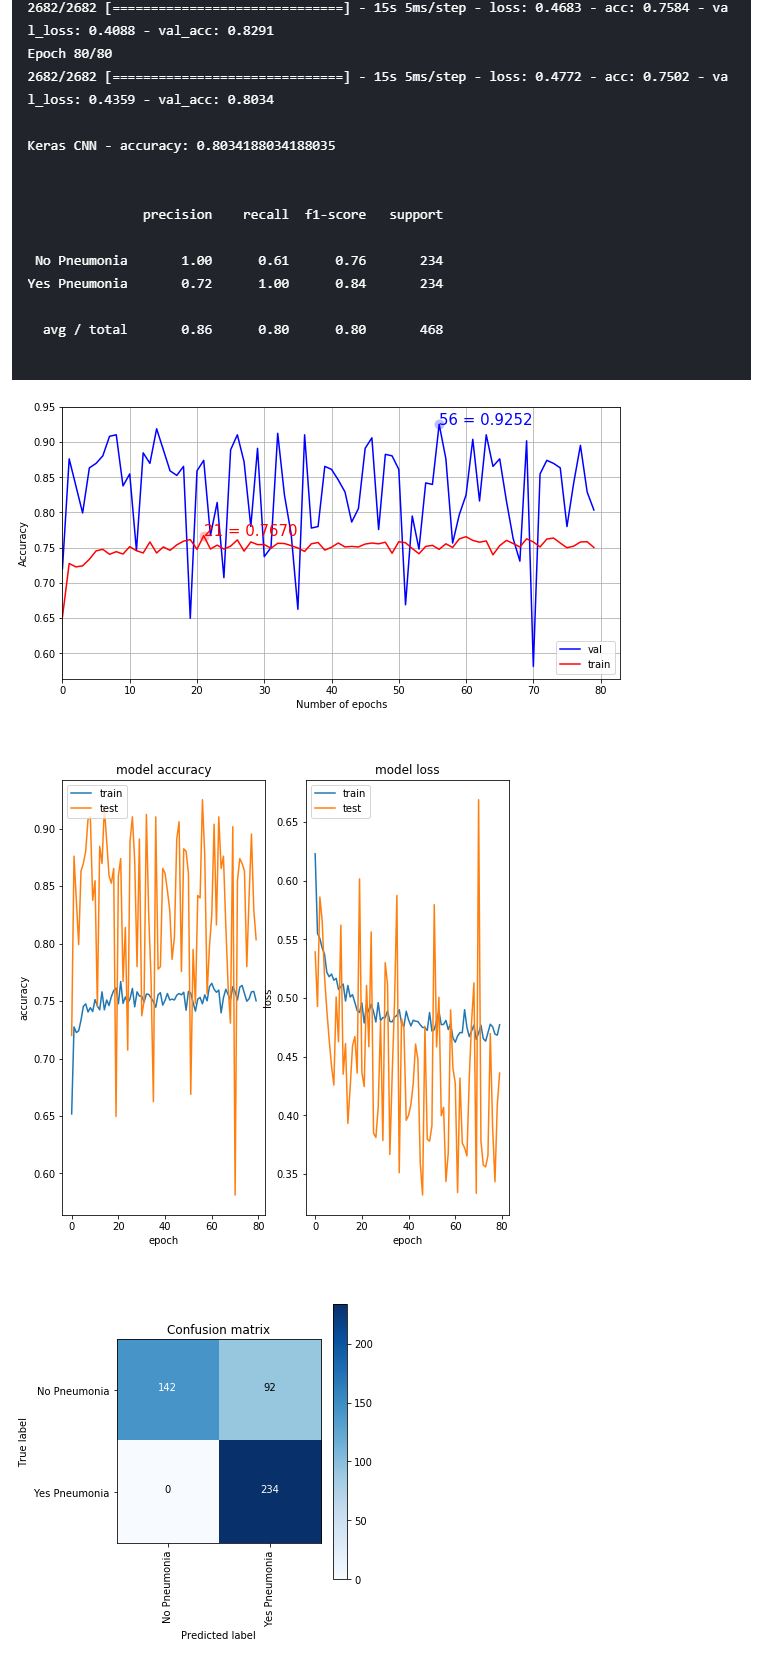 2682/2682 [==============================] - 15s 5ms/step - loss: 0.4683 - acc: 0.7584 - va
l_loss: 0.4088 - val_acc: 0.8291
Epoch 80/80
2682/2682 [==============================] - 15s 5ms/step - loss: 0.4772 - acc: 0.7502 - va
l_loss: 0.4359 - val_acc: 0.8034
Keras CNN - accuracy: 0.8034188034188035
precision recall f1-score support
No Pneumonia 1.00 0.61 0.76 234
Yes Pneumonia 0.72 1.00 0.84 234
avg / total 0.86 0.80 0.80 468
0.95
0.90
0.85
0.80
0.75
0.70
0.65
0.60
Accuracy
56 = 0.9252
21 = 0.7670
val
train
0 10 20 30 40 50 60 70 80
Number of epochs
model accuracy
train
test
0.90
0.85
0.80
0.75
0.70
0.65
0.60
accuracy
0 20 40 60 80
epoch
model loss
train
test
0.65
0.60
0.55
0.50
0.45
0.40
0.35
loss
0 20 40 60 80
epoch
Confusion matrix
No Pneumonia 142 92
Yes Pneumonia 0 234
True label
No Pneumonia
Yes Pneumonia
Predicted label
200
150
100
50
0